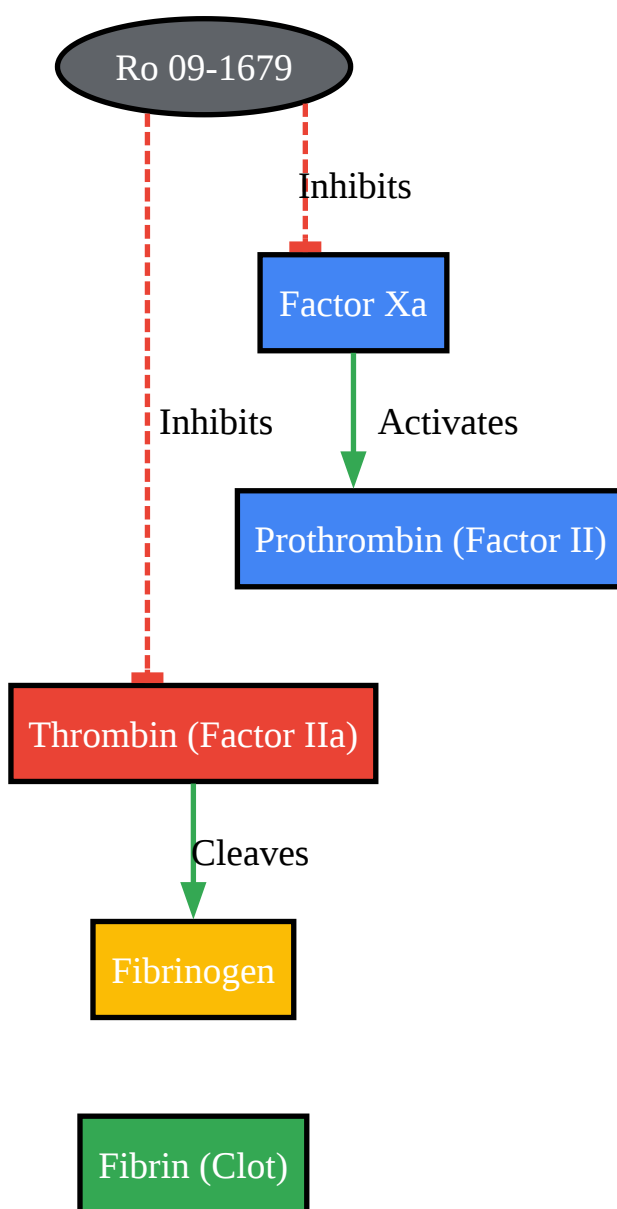 Ro 09-1679
Inhibits
Factor Xa
Inhibits
Activates
Prothrombin (Factor II)
Thrombin (Factor IIa)
Cleaves
Fibrinogen
Fibrin (Clot)